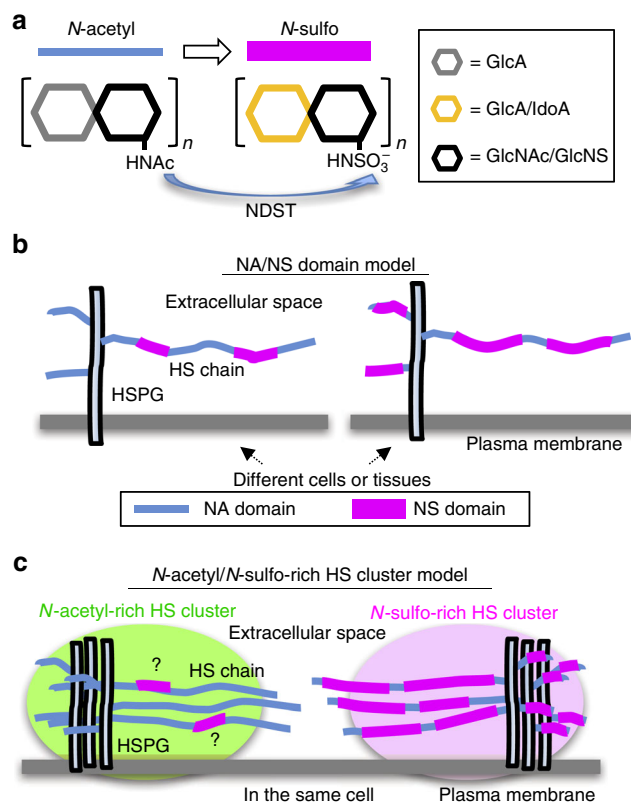 a
N-acetyl N-sulfo
n n
HNAc HNSO₃⁻
NDST
= GlcA
= GlcA/IdoA
= GlcNAc/GlcNS
b
NA/NS domain model
Extracellular space
HS chain
HSPG
Plasma membrane
Different cells or tissues
NA domain NS domain
c
N-acetyl/N-sulfo-rich HS cluster model
N-acetyl-rich HS cluster N-sulfo-rich HS cluster
Extracellular space
? HS chain
HSPG ?
In the same cell Plasma membrane